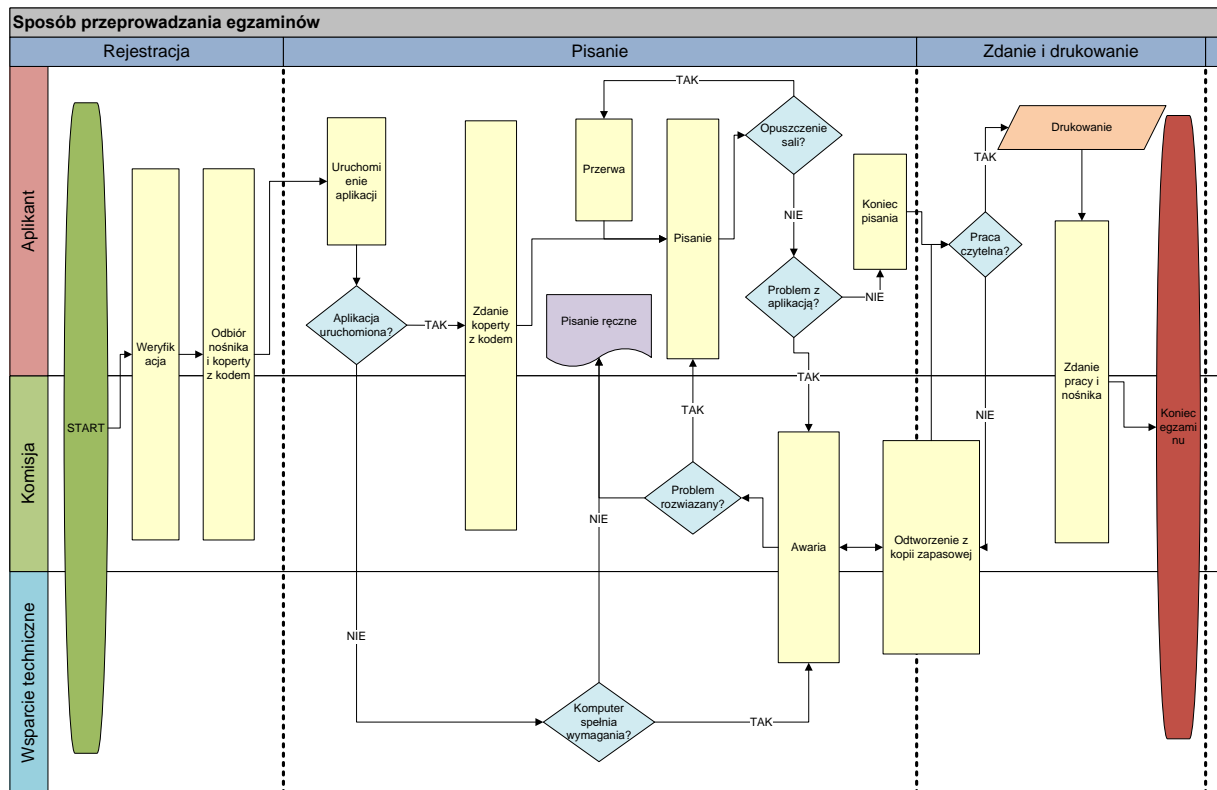 Sposób przeprowadzania egzaminów
Rejestracja
Pisanie
Zdanie i drukowanie
Aplikant
Komisja
Wsparcie techniczne
START
Weryfik
acja
Odbiór
nośnika
i koperty
z kodem
Uruchom
ienie
aplikacji
Aplikacja
uruchomiona?
TAK
NIE
Zdanie
koperty
z kodem
TAK
Przerwa
Pisanie
Opuszczenie
sali?
NIE
Problem z
aplikacją?
NIE
Koniec
pisania
TAK
Pisanie ręczne
TAK
NIE
Problem
rozwiazany?
Awaria
Odtworzenie z
kopii zapasowej
Komputer
spełnia
wymagania?
TAK
Praca
czytelna?
TAK
NIE
Drukowanie
Zdanie
pracy i
nośnika
Koniec
egzami
nu